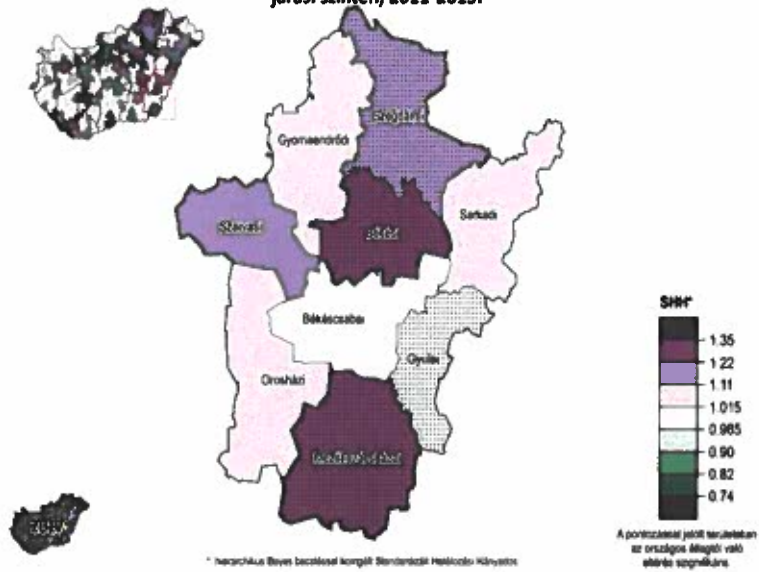 járási szinten, 2011-2015.
Szeghalmi
Gyomaendrődi
Sarkadi
Szarvasi
Békési
Békéscsabai
Gyulai
Orosházi
SHH*
1.35
1.22
1.11
1.015
0.985
0.90
0.82
0.74
A pontozással jelölt területeken
az országos átlagtól való
eltérés szignifikáns
* hierarchikus Bayes becsléssel korrigált Standardizált Halálozási Hányados